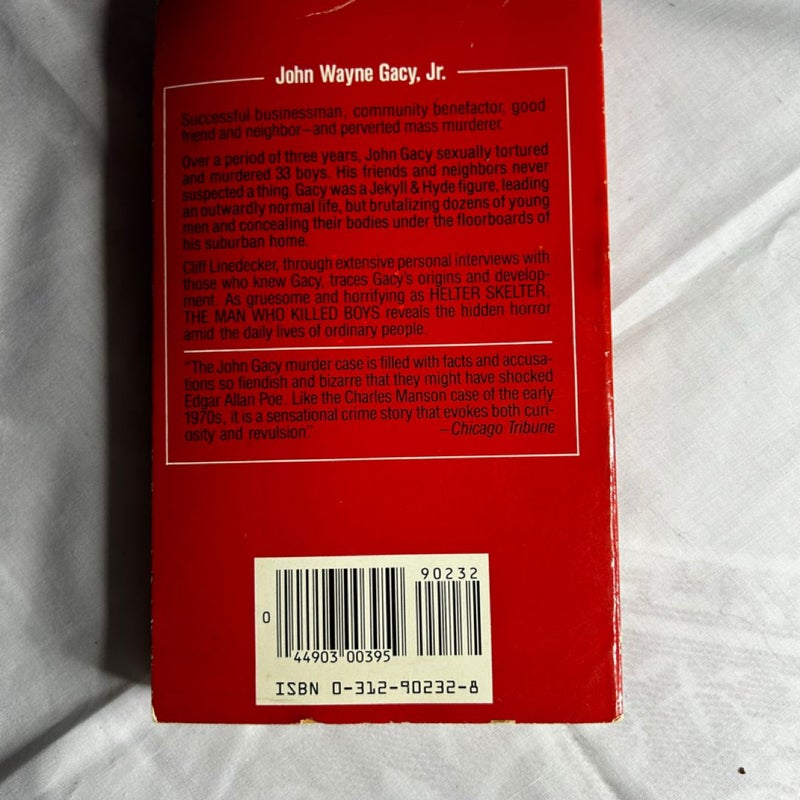 John Wayne Gacy, Jr.
Successful businessman, community benefactor, good
friend and neighbor–and perverted mass murderer.
Over a period of three years, John Gacy sexually tortured
and murdered 33 boys. His friends and neighbors never
suspected a thing. Gacy was a Jekyll & Hyde figure, leading
an outwardly normal life, but brutalizing dozens of young
men and concealing their bodies under the floorboards of
his suburban home.
Cliff Linedecker, through extensive personal interviews with
those who knew Gacy, traces Gacy's origins and develop-
ment. As gruesome and horrifying as HELTER SKELTER,
THE MAN WHO KILLED BOYS reveals the hidden horror
amid the daily lives of ordinary people.
"The John Gacy murder case is filled with facts and accusa-
tions so fiendish and bizarre that they might have shocked
Edgar Allan Poe. Like the Charles Manson case of the early
1970s, it is a sensational crime story that evokes both curi-
osity and revulsion."
–Chicago Tribune
90232
0
44903 00395
ISBN 0-312-90232-8